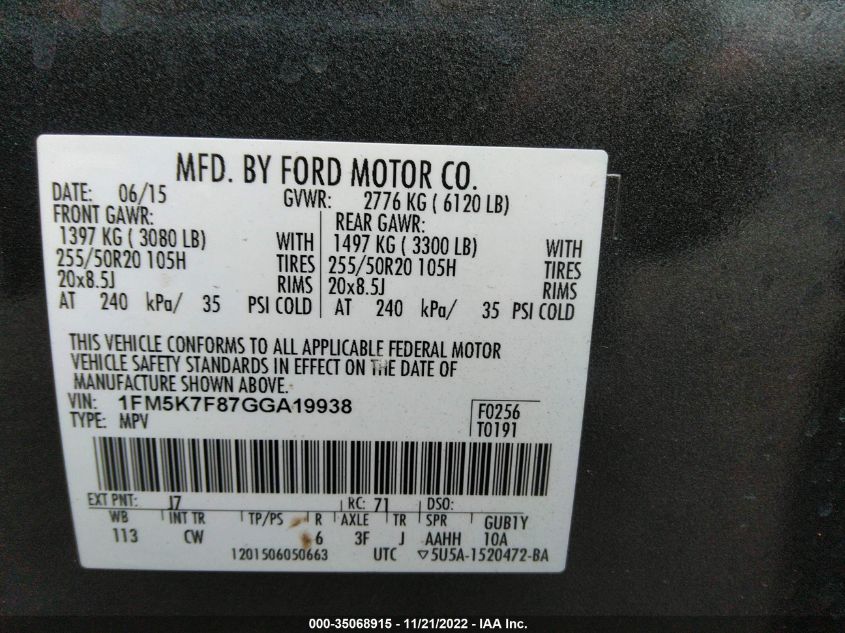 MFD. BY FORD MOTOR CO.
DATE: 06/15 GVWR: 2776 KG ( 6120 LB)
FRONT GAWR: REAR GAWR:
1397 KG ( 3080 LB) WITH 1497 KG ( 3300 LB) WITH
255/50R20 105H TIRES 255/50R20 105H TIRES
20x8.5J RIMS 20x8.5J RIMS
AT 240 kPa/ 35 PSI COLD AT 240 kPa/ 35 PSI COLD
THIS VEHICLE CONFORMS TO ALL APPLICABLE FEDERAL MOTOR
VEHICLE SAFETY STANDARDS IN EFFECT ON THE DATE OF
MANUFACTURE SHOWN ABOVE.
VIN: 1FM5K7F87GGA19938 F0256
TYPE: MPV T0191
EXT PNT: J7 RC: 71 DSO:
WB INT TR TP/PS R AXLE TR SPR GUB1Y
113 CW 6 3F J AAHH 10A
1201506050663 UTC ▽5U5A-1520472-BA
000-35068915 - 11/21/2022 - IAA Inc.